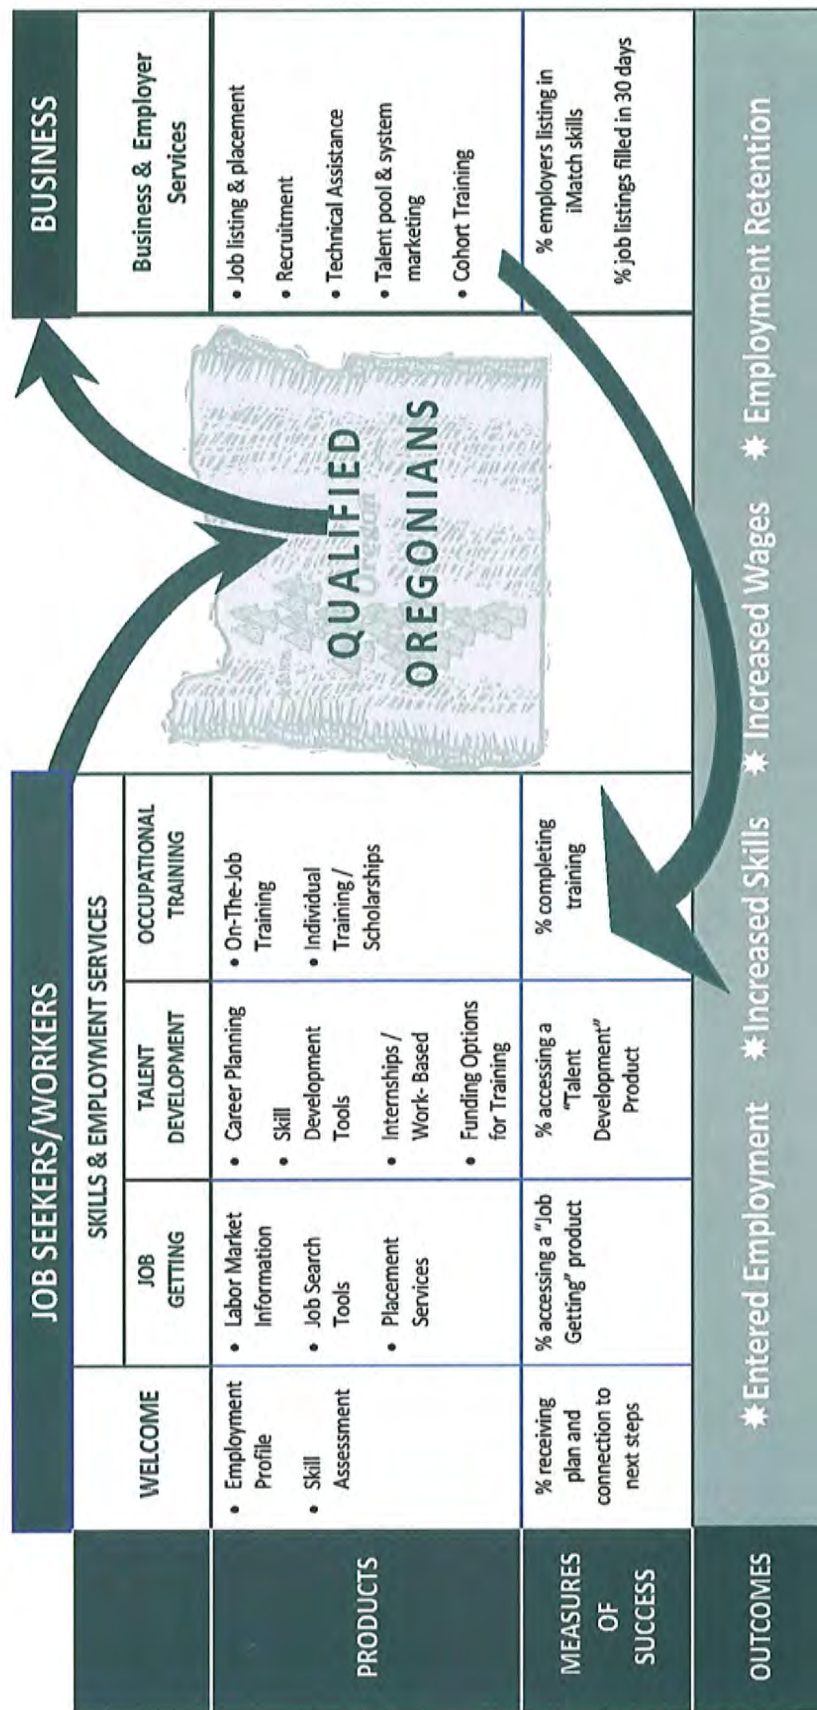 JOB SEEKERS/WORKERS
BUSINESS
WELCOME
SKILLS & EMPLOYMENT SERVICES
JOB
GETTING
TALENT
DEVELOPMENT
OCCUPATIONAL
TRAINING
Business & Employer
Services
PRODUCTS
• Employment
Profile
• Skill
Assessment
• Labor Market
Information
• Job Search
Tools
• Placement
Services
• Career Planning
• Skill
Development
Tools
• Internships /
Work- Based
• Funding Options
for Training
• On-The-Job
Training
• Individual
Training /
Scholarships
QUALIFIED
OREGONIANS
Oregon
• Job listing & placement
• Recruitment
• Technical Assistance
• Talent pool & system
marketing
• Cohort Training
MEASURES
OF
SUCCESS
% receiving
plan and
connection to
next steps
% accessing a "Job
Getting" product
% accessing a
"Talent
Development"
Product
% completing
training
% employers listing in
iMatch skills
% job listings filled in 30 days
OUTCOMES
Entered Employment
Increased Skills
Increased Wages
Employment Retention